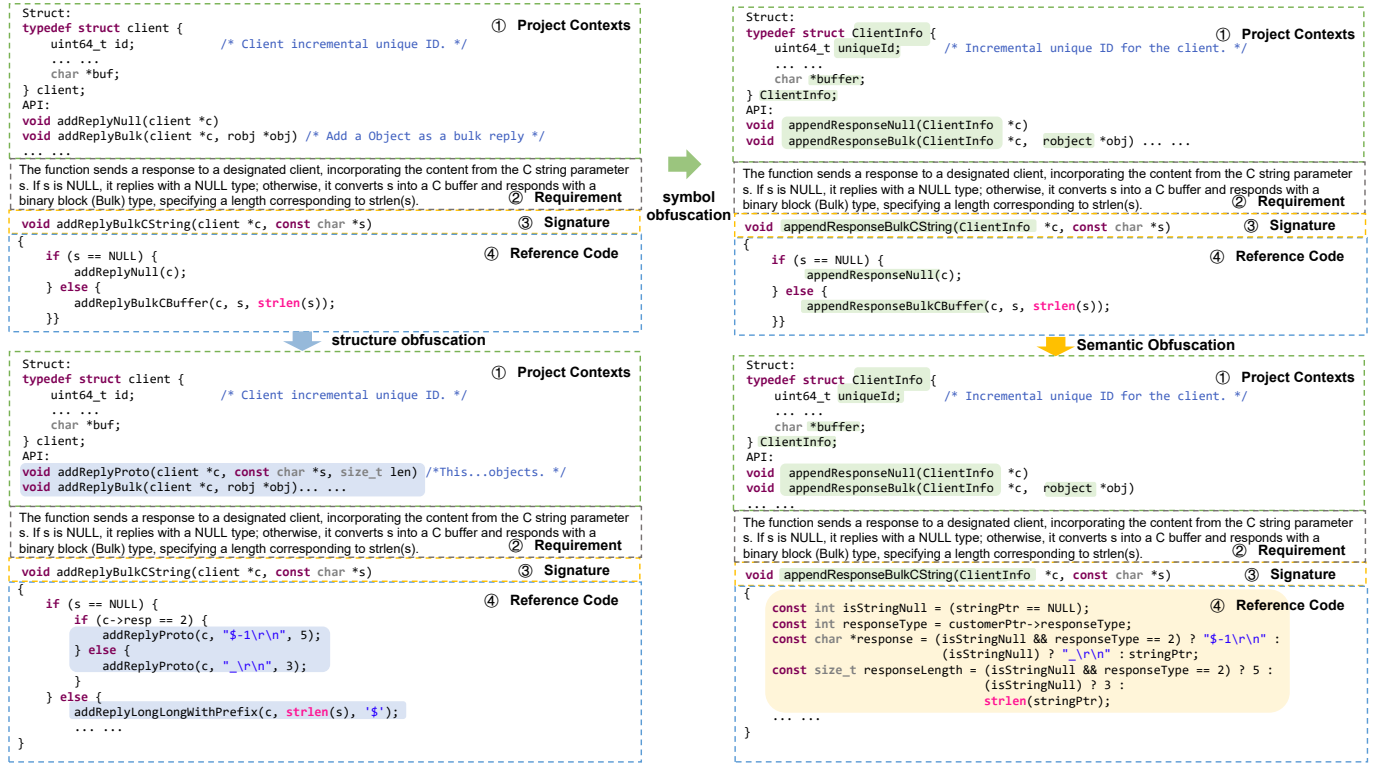 Struct:
① Project Contexts
typedef struct client {
uint64_t id; /* Client incremental unique ID. */
... ...
char *buf;
} client;
API:
void addReplyNull(client *c)
void addReplyBulk(client *c, robj *obj) /* Add a Object as a bulk reply */
... ...
The function sends a response to a designated client, incorporating the content from the C string parameter
s. If s is NULL, it replies with a NULL type; otherwise, it converts s into a C buffer and responds with a
binary block (Bulk) type, specifying a length corresponding to strlen(s).
② Requirement
void addReplyBulkCString(client *c, const char *s)
③ Signature
{
④ Reference Code
if (s == NULL) {
addReplyNull(c);
} else {
addReplyBulkCBuffer(c, s, strlen(s));
}}
structure obfuscation
Struct:
① Project Contexts
typedef struct client {
uint64_t id; /* Client incremental unique ID. */
... ...
char *buf;
} client;
API:
void addReplyProto(client *c, const char *s, size_t len) /*This...objects. */
void addReplyBulk(client *c, robj *obj)... ...
The function sends a response to a designated client, incorporating the content from the C string parameter
s. If s is NULL, it replies with a NULL type; otherwise, it converts s into a C buffer and responds with a
binary block (Bulk) type, specifying a length corresponding to strlen(s).
② Requirement
void addReplyBulkCString(client *c, const char *s)
③ Signature
{
④ Reference Code
if (s == NULL) {
if (c->resp == 2) {
addReplyProto(c, "$-1\r\n", 5);
} else {
addReplyProto(c, "_\r\n", 3);
}
} else {
addReplyLongLongWithPrefix(c, strlen(s), '$');
... ...
}
symbol
obfuscation
Struct:
① Project Contexts
typedef struct ClientInfo {
uint64_t uniqueId; /* Incremental unique ID for the client. */
... ...
char *buffer;
} ClientInfo;
API:
void appendResponseNull(ClientInfo *c)
void appendResponseBulk(ClientInfo *c, robject *obj) ... ...
The function sends a response to a designated client, incorporating the content from the C string parameter
s. If s is NULL, it replies with a NULL type; otherwise, it converts s into a C buffer and responds with a
binary block (Bulk) type, specifying a length corresponding to strlen(s).
② Requirement
void appendResponseBulkCString(ClientInfo *c, const char *s)
③ Signature
{
④ Reference Code
if (s == NULL) {
appendResponseNull(c);
} else {
appendResponseBulkCBuffer(c, s, strlen(s));
}}
Semantic Obfuscation
Struct:
① Project Contexts
typedef struct ClientInfo {
uint64_t uniqueId; /* Incremental unique ID for the client. */
... ...
char *buffer;
} ClientInfo;
API:
void appendResponseNull(ClientInfo *c)
void appendResponseBulk(ClientInfo *c, robject *obj)
... ...
The function sends a response to a designated client, incorporating the content from the C string parameter
s. If s is NULL, it replies with a NULL type; otherwise, it converts s into a C buffer and responds with a
binary block (Bulk) type, specifying a length corresponding to strlen(s).
② Requirement
void appendResponseBulkCString(ClientInfo *c, const char *s)
③ Signature
{
④ Reference Code
const int isStringNull = (stringPtr == NULL);
const int responseType = customerPtr->responseType;
const char *response = (isStringNull && responseType == 2) ? "$-1\r\n" :
(isStringNull) ? "_\r\n" : stringPtr;
const size_t responseLength = (isStringNull && responseType == 2) ? 5 :
(isStringNull) ? 3 :
strlen(stringPtr);
... ...
}